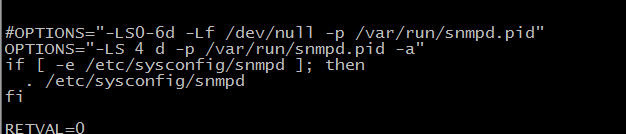 #OPTIONS="-LS0-6d -Lf /dev/null -p /var/run/snmpd.pid"
OPTIONS="-LS 4 d -p /var/run/snmpd.pid -a"
if [ -e /etc/sysconfig/snmpd ]; then
  . /etc/sysconfig/snmpd
fi
RETVAL=0